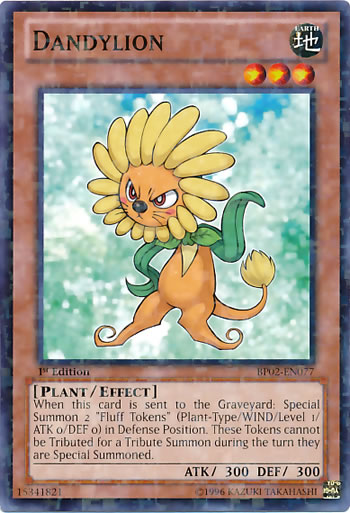 DANDYLION
EARTH
地
1st Edition
BP02-EN077
[PLANT/EFFECT]
When this card is sent to the Graveyard: Special
Summon 2 "Fluff Tokens" (Plant-Type/WIND/Level 1/
ATK 0/DEF 0) in Defense Position. These Tokens cannot
be Tributed for a Tribute Summon during the turn they
are Special Summoned.
ATK/ 300 DEF/ 300
15341821
©1996 KAZUKI TAKAHASHI